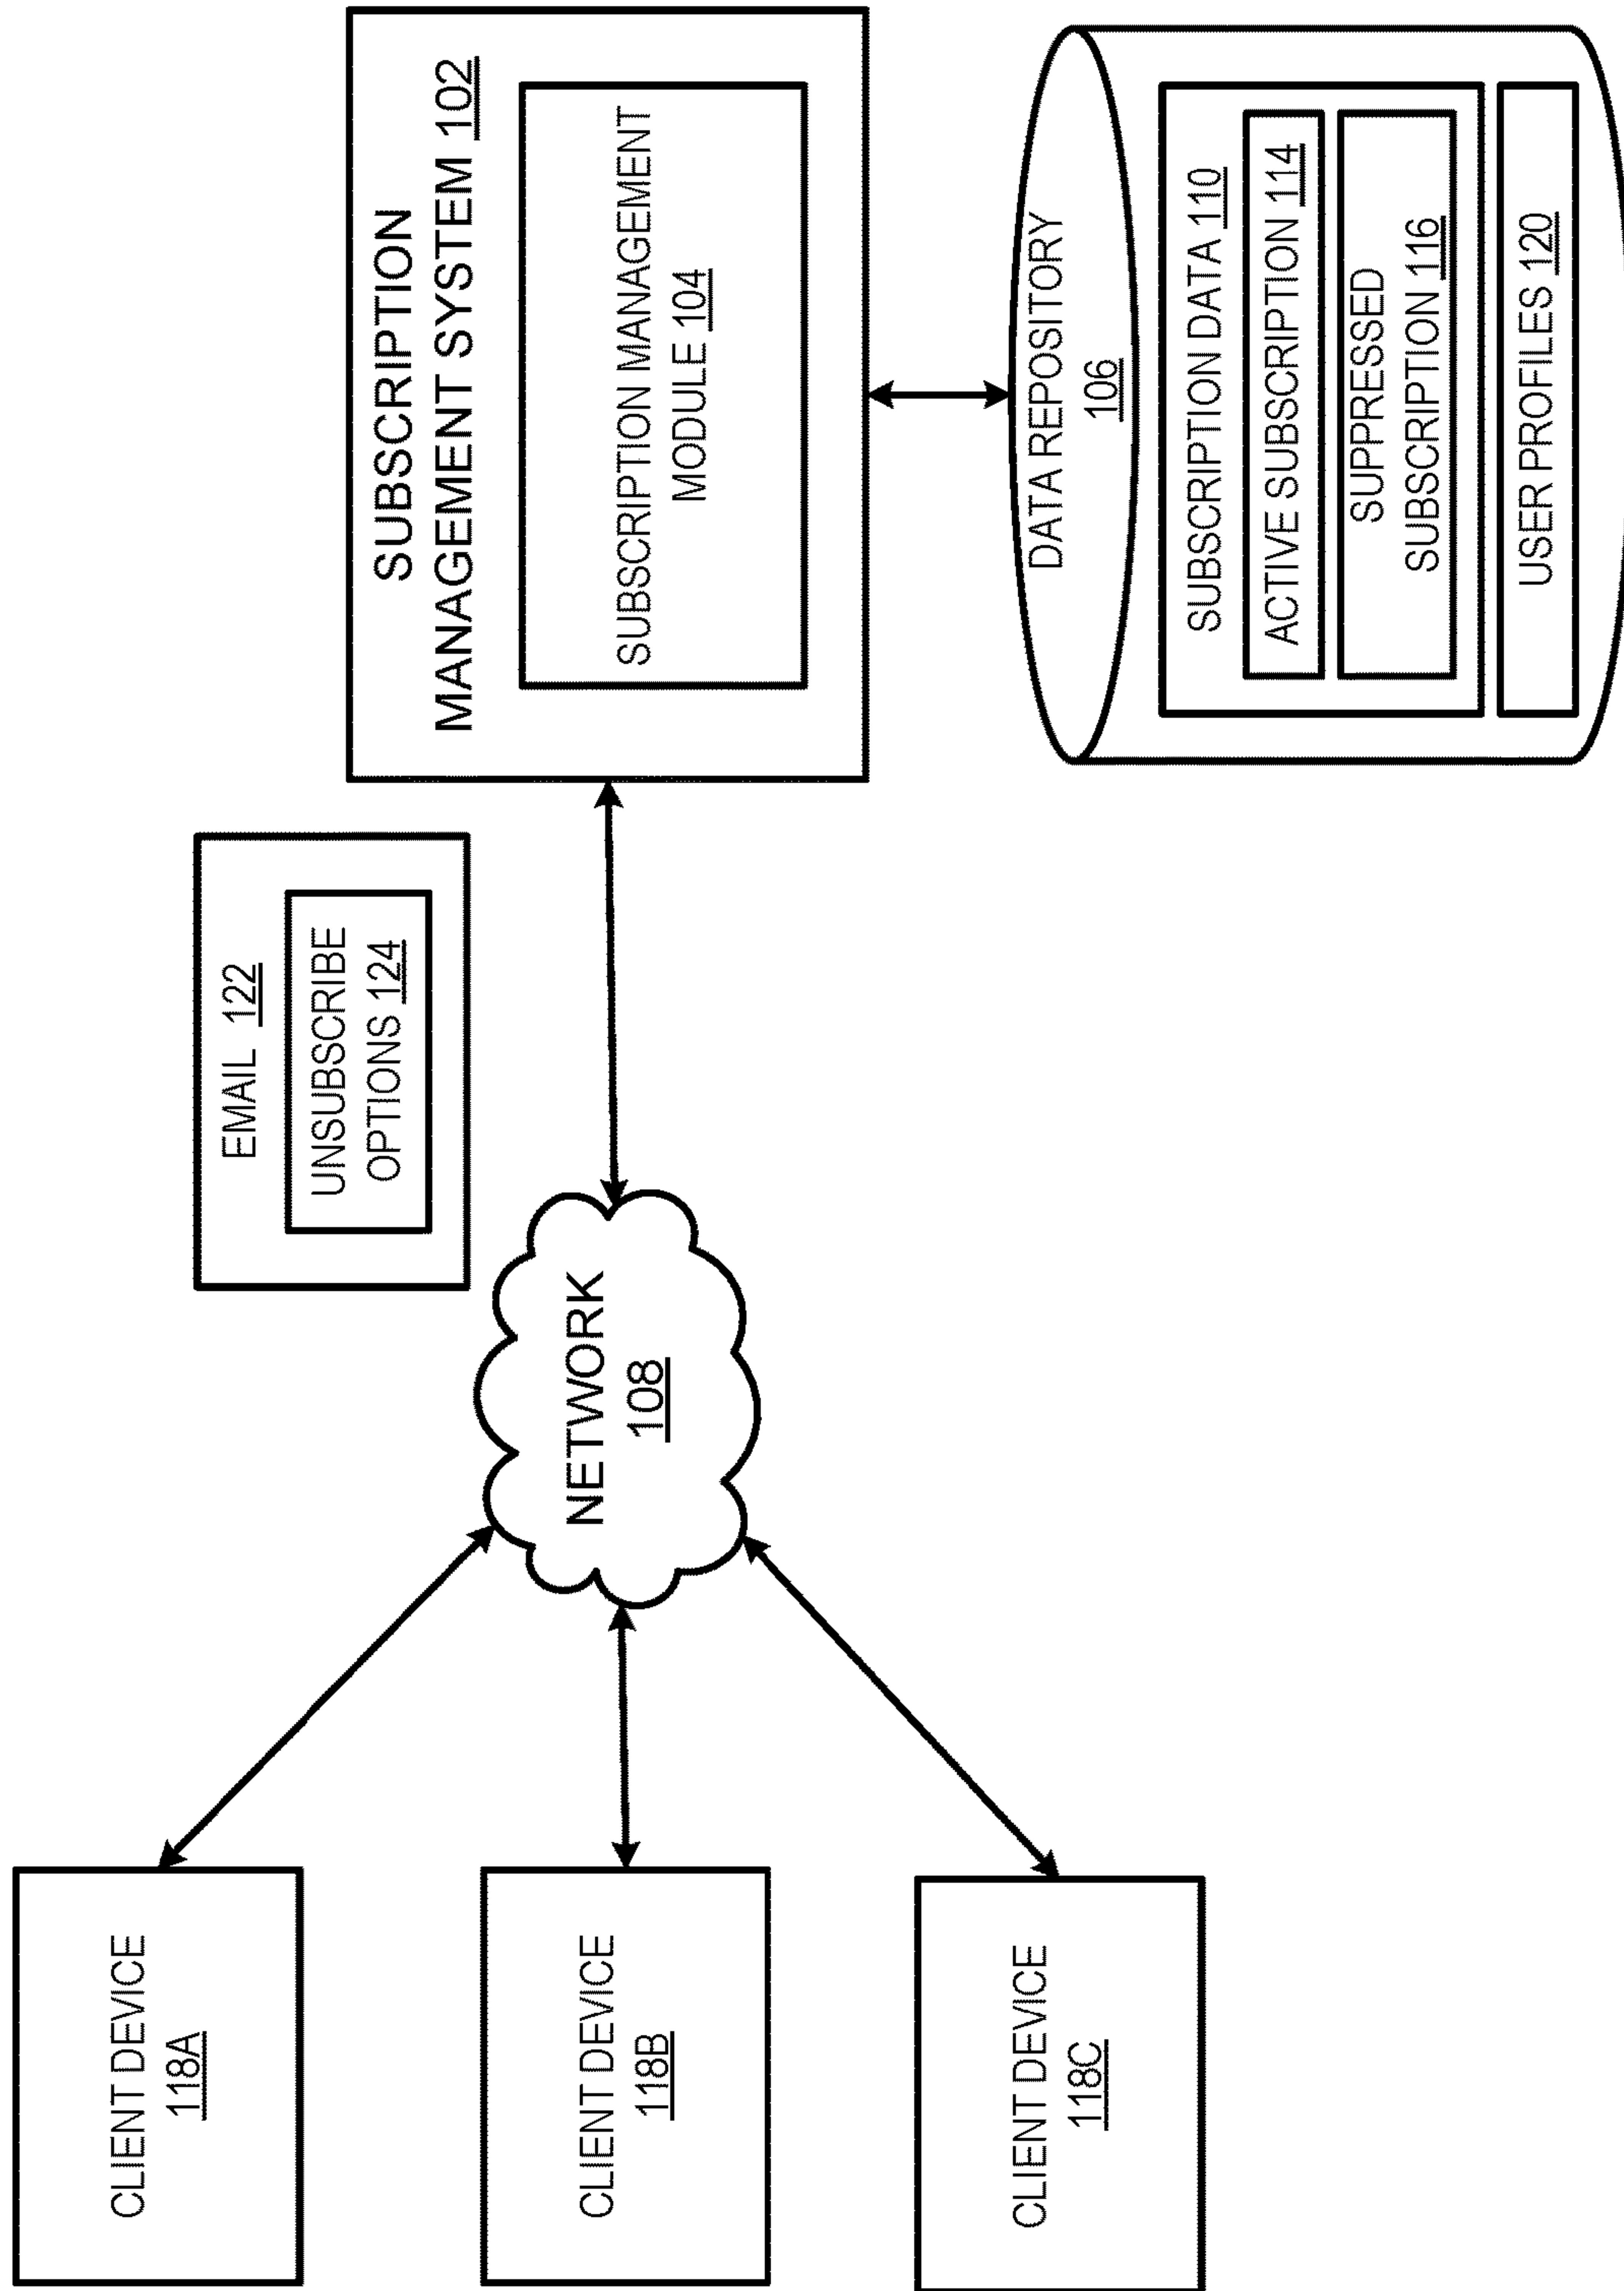 CLIENT DEVICE
118A
CLIENT DEVICE
118B
CLIENT DEVICE
118C
NETWORK
108
EMAIL 122
UNSUBSCRIBE
OPTIONS 124
SUBSCRIPTION
MANAGEMENT SYSTEM 102
SUBSCRIPTION MANAGEMENT
MODULE 104
DATA REPOSITORY
106
SUBSCRIPTION DATA 110
ACTIVE SUBSCRIPTION 114
SUPPRESSED
SUBSCRIPTION 116
USER PROFILES 120